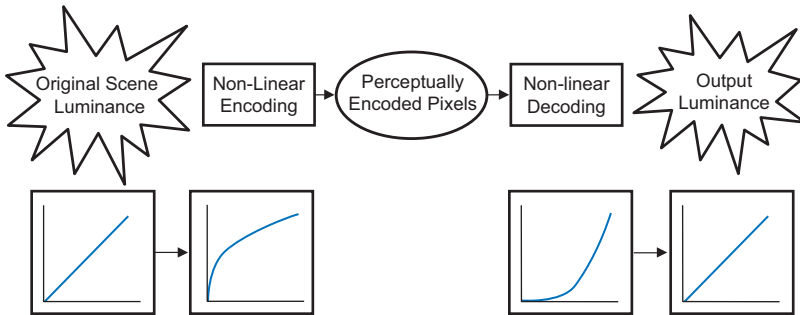 Original Scene
Luminance
Non-Linear
Encoding
Perceptually
Encoded Pixels
Non-linear
Decoding
Output
Luminance